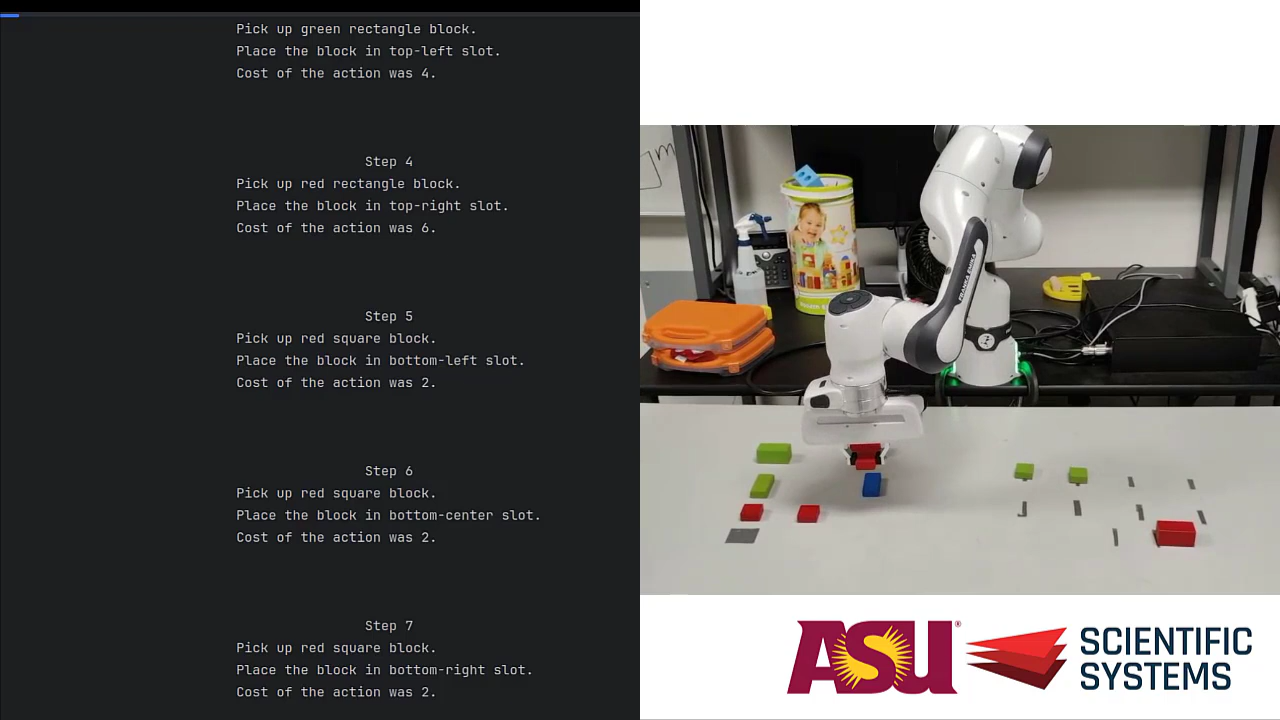 Pick up green rectangle block.
Place the block in top-left slot.
Cost of the action was 4.
Step 4
Pick up red rectangle block.
Place the block in top-right slot.
Cost of the action was 6.
Step 5
Pick up red square block.
Place the block in bottom-left slot.
Cost of the action was 2.
Step 6
Pick up red square block.
Place the block in bottom-center slot.
Cost of the action was 2.
Step 7
Pick up red square block.
Place the block in bottom-right slot.
Cost of the action was 2.
FRANKA EMIKA
ASU®
SCIENTIFIC
SYSTEMS